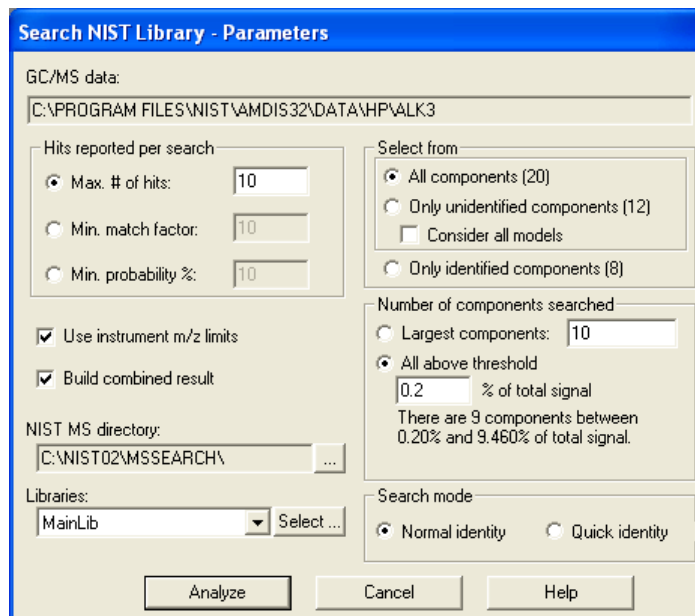 Search NIST Library - Parameters
GC/MS data:
C:\PROGRAM FILES\NIST\AMDIS32\DATA\HP\ALK3
Hits reported per search
Max. # of hits: 10
Min. match factor: 10
Min. probability %: 10
Use instrument m/z limits
Build combined result
NIST MS directory:
C:\NIST02\MSSEARCH\ ...
Libraries:
MainLib Select ...
Select from
All components (20)
Only unidentified components (12)
Consider all models
Only identified components (8)
Number of components searched
Largest components: 10
All above threshold
0.2 % of total signal
There are 9 components between
0.20% and 9.460% of total signal.
Search mode
Normal identity Quick identity
Analyze Cancel Help